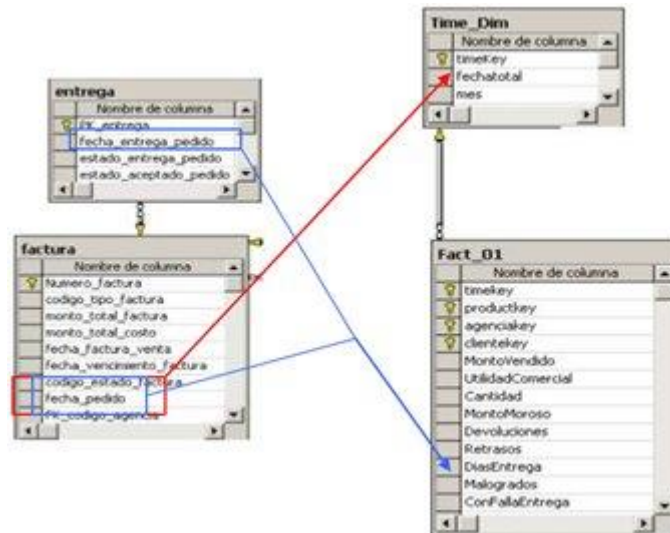 Time_Dim
Nombre de columna
timeKey
fechatotal
mes
entrega
Nombre de columna
PK_entrega
fecha_entrega_pedido
estado_entrega_pedido
estado_aceptado_pedido
factura
Nombre de columna
Numero_factura
codigo_tipo_factura
monto_total_factura
monto_total_costo
fecha_factura_venta
fecha_vencimiento_factura
codigo_estado_factura
fecha_pedido
PK_codigo_agencia
Fact_01
Nombre de columna
timekey
productkey
agenciakey
clientekey
MontoVendido
UtilidadComercial
Cantidad
MontoMoroso
Devoluciones
Retrasos
DiasEntrega
Malogrados
ConFallaEntrega